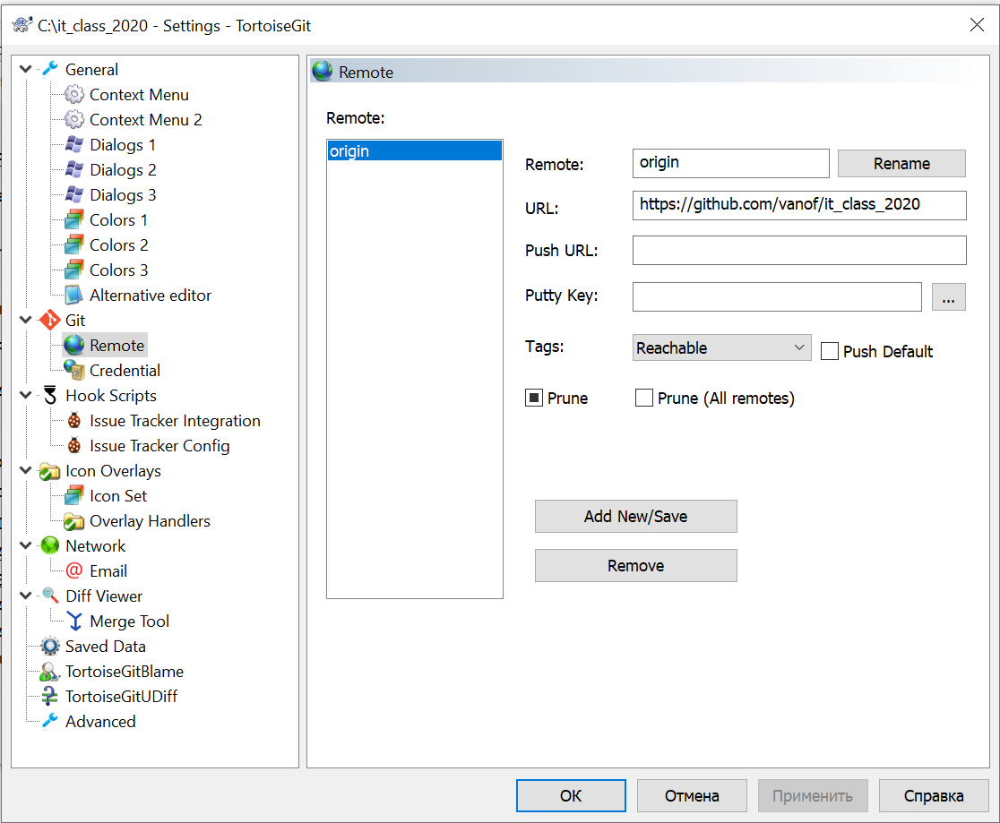 C:\it_class_2020 - Settings - TortoiseGit
General
Context Menu
Context Menu 2
Dialogs 1
Dialogs 2
Dialogs 3
Colors 1
Colors 2
Colors 3
Alternative editor
Git
Remote
Credential
Hook Scripts
Issue Tracker Integration
Issue Tracker Config
Icon Overlays
Icon Set
Overlay Handlers
Network
Email
Diff Viewer
Merge Tool
Saved Data
TortoiseGitBlame
TortoiseGitUDiff
Advanced
Remote
Remote:
origin
Remote: origin Rename
URL: https://github.com/vanof/it_class_2020
Push URL:
Putty Key: ...
Tags: Reachable Push Default
Prune Prune (All remotes)
Add New/Save
Remove
ОК Отмена Применить Справка